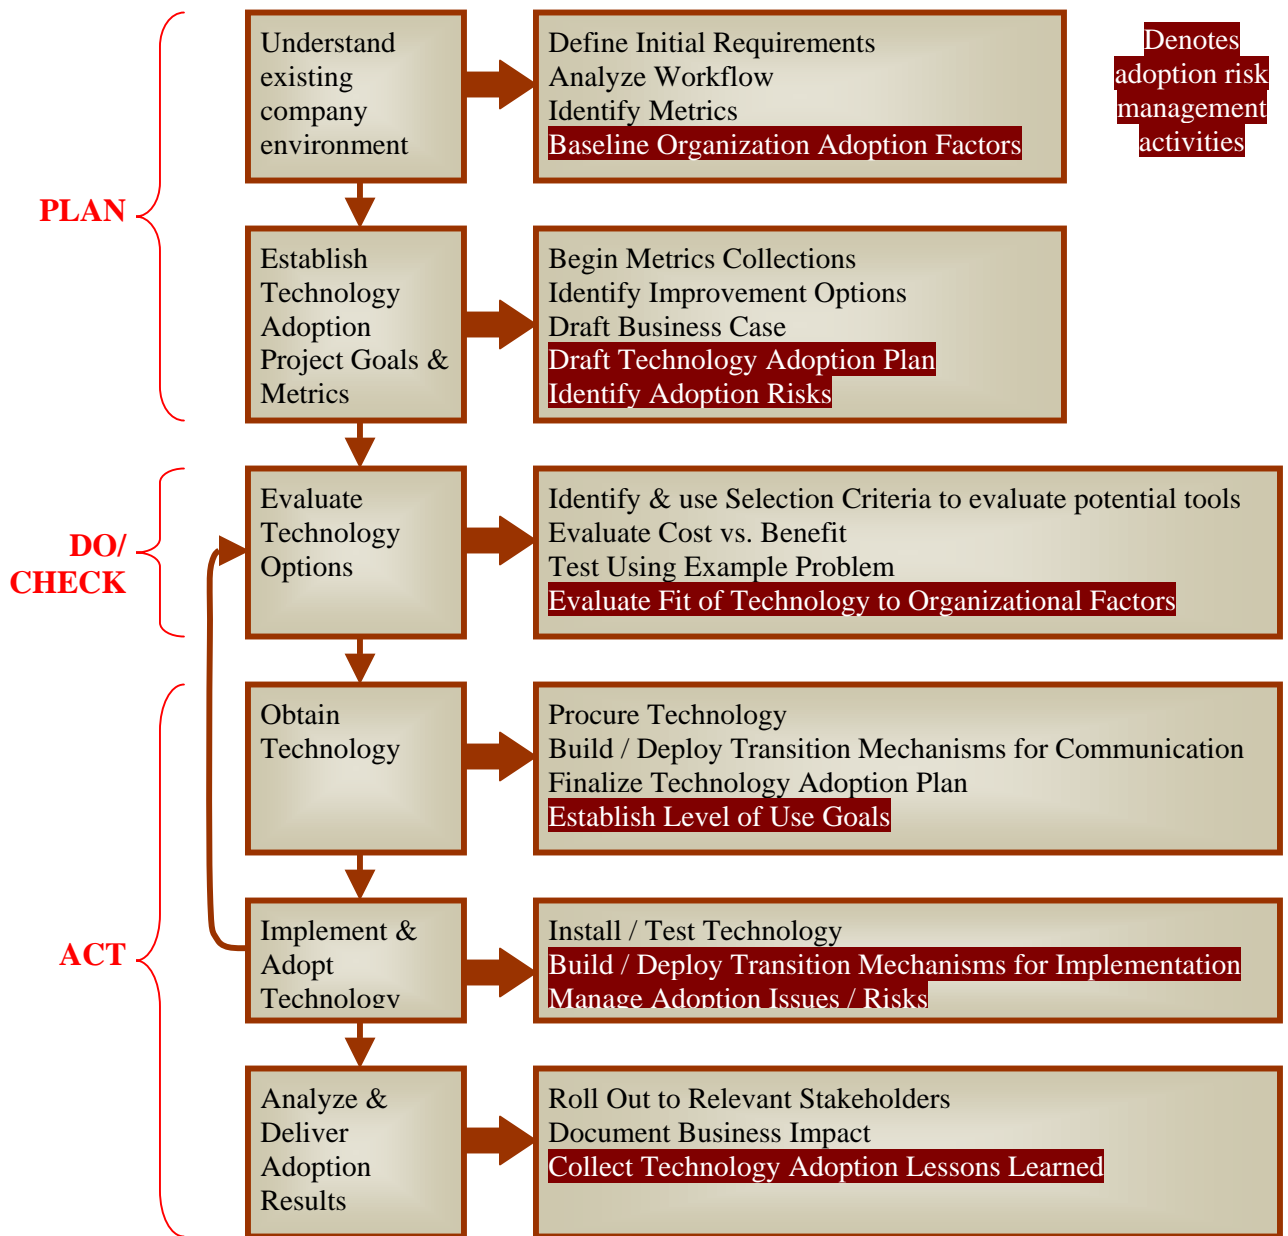 Understand
existing
company
environment
Define Initial Requirements
Analyze Workflow
Identify Metrics
Baseline Organization Adoption Factors
Denotes
adoption risk
management
activities
PLAN
Establish
Technology
Adoption
Project Goals &
Metrics
Begin Metrics Collections
Identify Improvement Options
Draft Business Case
Draft Technology Adoption Plan
Identify Adoption Risks
DO/
CHECK
Evaluate
Technology
Options
Identify & use Selection Criteria to evaluate potential tools
Evaluate Cost vs. Benefit
Test Using Example Problem
Evaluate Fit of Technology to Organizational Factors
Obtain
Technology
Procure Technology
Build / Deploy Transition Mechanisms for Communication
Finalize Technology Adoption Plan
Establish Level of Use Goals
ACT
Implement &
Adopt
Technology
Install / Test Technology
Build / Deploy Transition Mechanisms for Implementation
Manage Adoption Issues / Risks
Analyze &
Deliver
Adoption
Results
Roll Out to Relevant Stakeholders
Document Business Impact
Collect Technology Adoption Lessons Learned